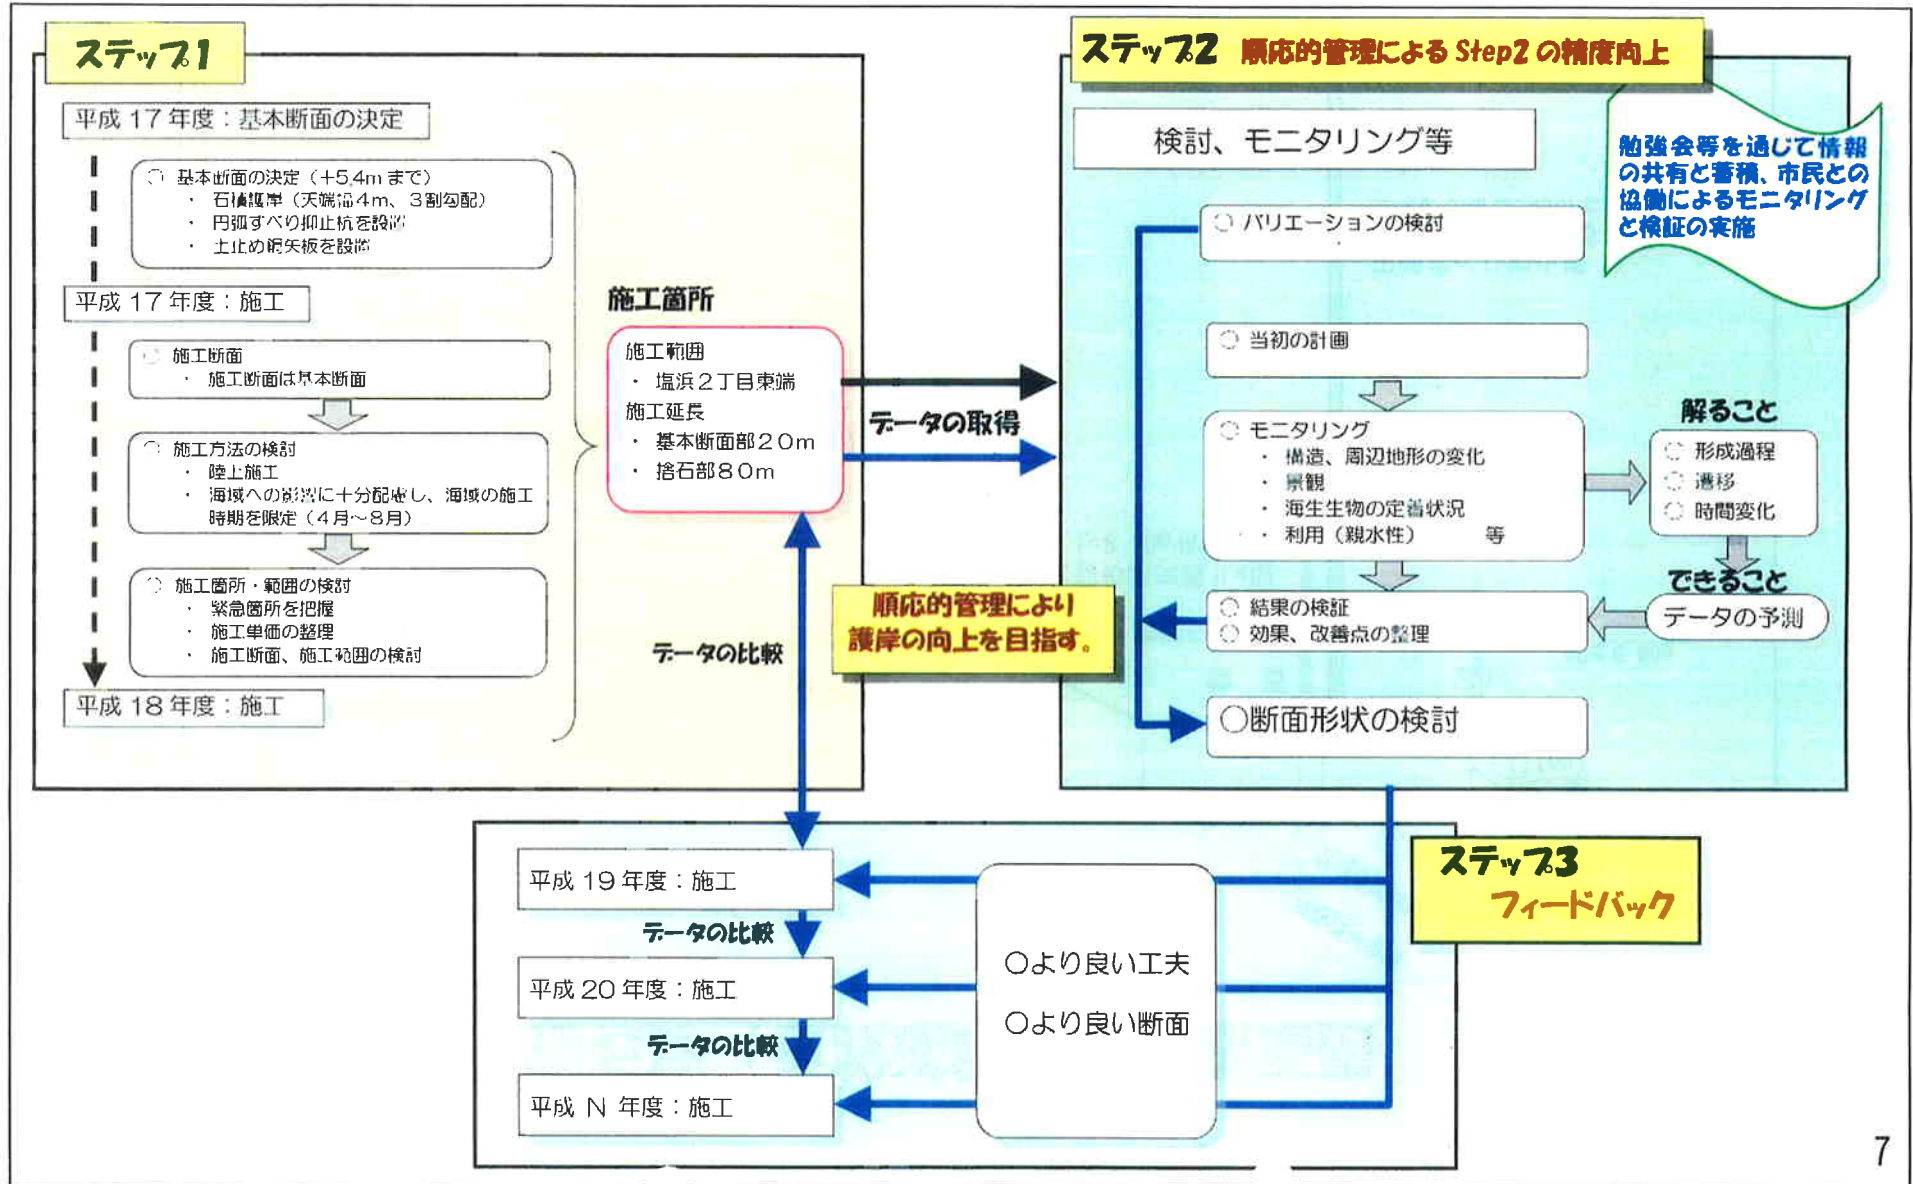 ステップ1
平成 17 年度：基本断面の決定
○ 基本断面の決定（＋5.4m まで）
・ 石積護岸（天端幅４m、３割勾配）
・ 円弧すべり抑止杭を設置
・ 土止め鋼矢板を設置
平成 17 年度：施工
○ 施工断面
・ 施工断面は基本断面
○ 施工方法の検討
・ 陸上施工
・ 海域への影響に十分配慮し、海域の施工
時期を限定（４月～８月）
○ 施工箇所・範囲の検討
・ 緊急箇所を把握
・ 施工単価の整理
・ 施工断面、施工範囲の検討
平成 18 年度：施工
施工箇所
施工範囲
・ 塩浜２丁目東端
施工延長
・ 基本断面部２０m
・ 捨石部８０m
データの取得
データの比較
順応的管理により
護岸の向上を目指す。
ステップ2 順応的管理による Step2 の精度向上
検討、モニタリング等
勉強会等を通じて情報
の共有と蓄積、市民との
協働によるモニタリング
と検証の実施
○ バリエーションの検討
○ 当初の計画
○ モニタリング
・ 構造、周辺地形の変化
・ 景観
・ 海生生物の定着状況
・ 利用（親水性） 等
解ること
○ 形成過程
○ 遷移
○ 時間変化
できること
データの予測
○ 結果の検証
○ 効果、改善点の整理
○断面形状の検討
ステップ3
フィードバック
平成 19 年度：施工
データの比較
平成 20 年度：施工
データの比較
平成 N 年度：施工
○より良い工夫
○より良い断面
7